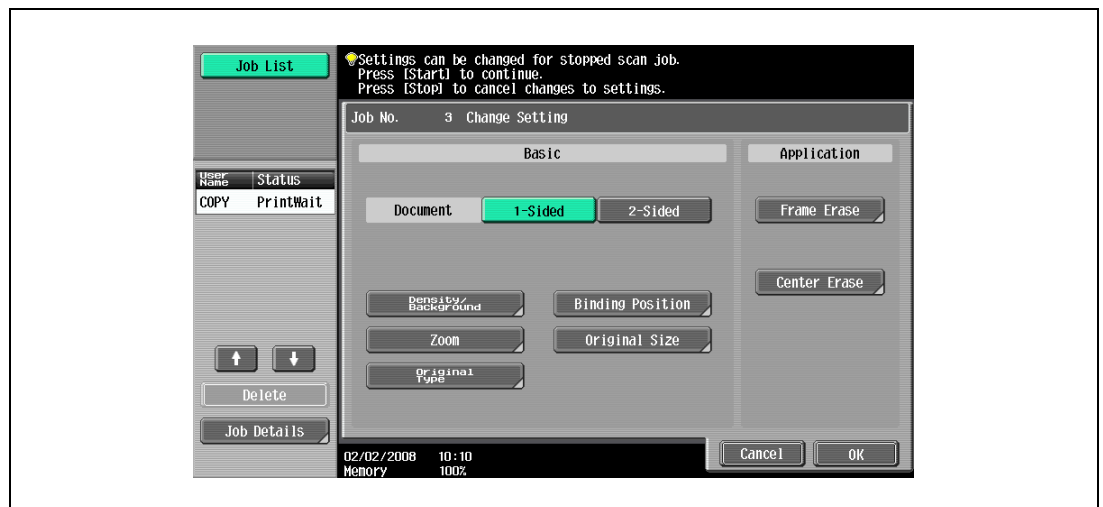 Job List
Settings can be changed for stopped scan job.
Press [Start] to continue.
Press [Stop] to cancel changes to settings.
Job No. 3 Change Setting
Basic
Application
User Name Status
COPY PrintWait
Document 1-Sided 2-Sided
Frame Erase
Center Erase
Density/
Background
Binding Position
Zoom
Original Size
Original
Type
Delete
Job Details
02/02/2008 10:10
Memory 100%
Cancel OK